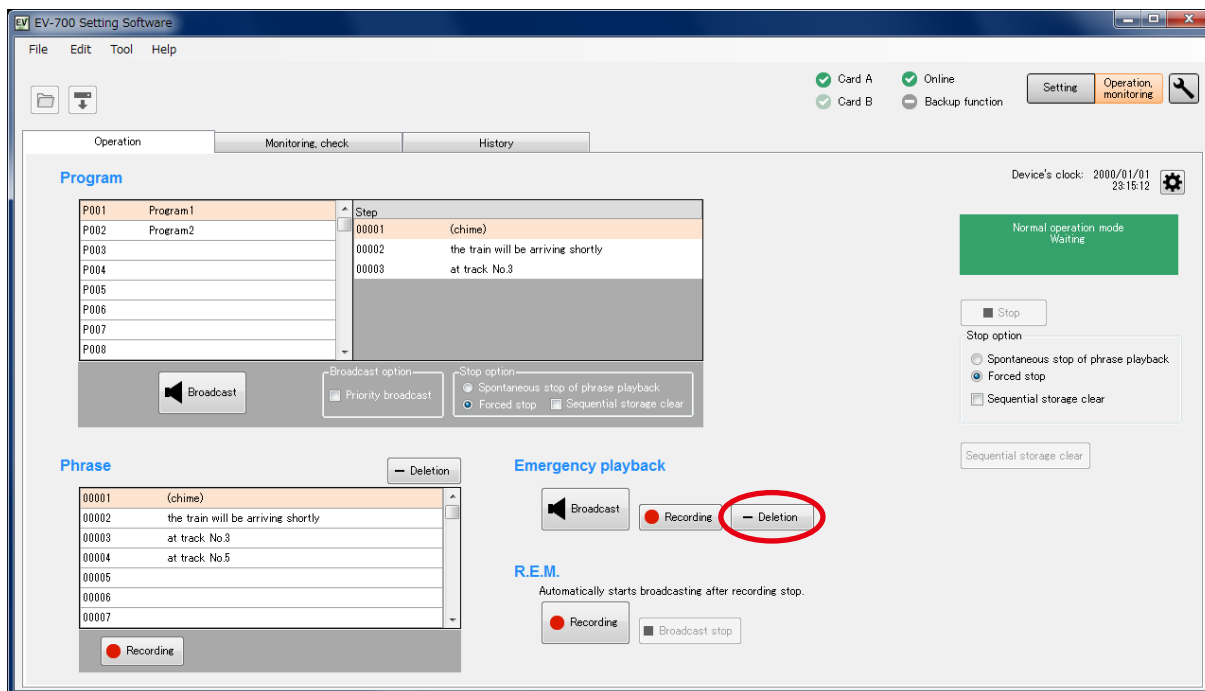 EV EV-700 Setting Software
File Edit Tool Help
Card A Online
Card B Backup function
Setting
Operation,
monitoring
Operation Monitoring, check History
Program
Device's clock: 2000/01/01
23:15:12
P001 Program1
P002 Program2
P003
P004
P005
P006
P007
P008
Step
00001 (chime)
00002 the train will be arriving shortly
00003 at track No.3
Normal operation mode
Waiting
Stop
Stop option
Spontaneous stop of phrase playback
Forced stop
Sequential storage clear
Broadcast
Broadcast option
Priority broadcast
Stop option
Spontaneous stop of phrase playback
Forced stop Sequential storage clear
Sequential storage clear
Phrase
Deletion
00001 (chime)
00002 the train will be arriving shortly
00003 at track No.3
00004 at track No.5
00005
00006
00007
Recording
Emergency playback
Broadcast Recording Deletion
R.E.M.
Automatically starts broadcasting after recording stop.
Recording Broadcast stop